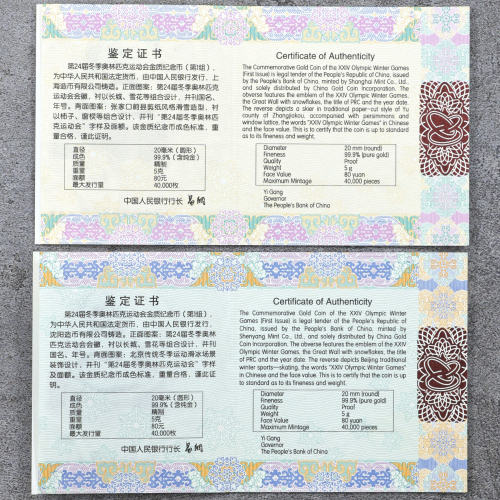 鉴定证书
第24届冬季奥林匹克运动会金质纪念币（第1组）
为中华人民共和国法定货币，由中国人民银行发行，上
海造币有限公司铸造。正面图案：第24届冬季奥林匹克运
动会会徽，衬以长城、雪花等组合设计，并刊国名、
年号。背面图案：张家口蔚县剪纸风格滑雪造型，衬
以柿子、窗棂等组合设计，并刊“第24届冬季奥林匹
克运动会”字样及面额。该金质纪念币成色标准，重
量合格，谨此证明。
直径 20毫米（圆形）
成色 99.9%（含纯金）
质量 精制
重量 5克
面额 80元
最大发行量 40,000枚
中国人民银行行长
Certificate of Authenticity
The Commemorative Gold Coin of the XXIV Olympic Winter Games
(First Issue) is legal tender of the People's Republic of China, issued
by the People's Bank of China, minted by Shanghai Mint Co., Ltd.,
and solely distributed by China Gold Coin Incorporation. The
obverse features the emblem of the XXIV Olympic Winter Games,
the Great Wall with snowflakes, the title of PRC and the year date.
The reverse depicts a skier in traditional paper-cut style of Yu
county of Zhangjiakou, accompanied with persimmons and
window lattice, the words "XXIV Olympic Winter Games" in Chinese
and the face value. This is to certify that the coin is up to standard
as to its fineness and weight.
Diameter 20 mm (round)
Fineness 99.9% (pure gold)
Quality Proof
Weight 5 g
Face Value 80 yuan
Maximum Mintage 40,000 pieces
Yi Gang
Governor
The People's Bank of China
鉴定证书
第24届冬季奥林匹克运动会金质纪念币（第1组）
为中华人民共和国法定货币，由中国人民银行发行，
沈阳造币有限公司铸造。正面图案：第24届冬季奥林
匹克运动会会徽，衬以长城、雪花等组合设计，并刊
国名、年号。背面图案：北京传统冬季运动滑冰场景
装饰设计，并刊“第24届冬季奥林匹克运动会”字样
及面额。该金质纪念币成色标准，重量合格，谨此证
明。
直径 20毫米（圆形）
成色 99.9%（含纯金）
质量 精制
重量 5克
面额 80元
最大发行量 40,000枚
中国人民银行行长
Certificate of Authenticity
The Commemorative Gold Coin of the XXIV Olympic Winter
Games (First Issue) is legal tender of the People's Republic of
China, issued by the People's Bank of China, minted by
Shenyang Mint Co., Ltd., and solely distributed by China Gold
Coin Incorporation. The obverse features the emblem of the XXIV
Olympic Winter Games, the Great Wall with snowflakes, the title
of PRC and the year date. The reverse depicts Beijing traditional
winter sports—skating, the words "XXIV Olympic Winter Games"
in Chinese and the face value. This is to certify that the coin is up
to standard as to its fineness and weight.
Diameter 20 mm (round)
Fineness 99.9% (pure gold)
Quality Proof
Weight 5 g
Face Value 80 yuan
Maximum Mintage 40,000 pieces
Yi Gang
Governor
The People's Bank of China